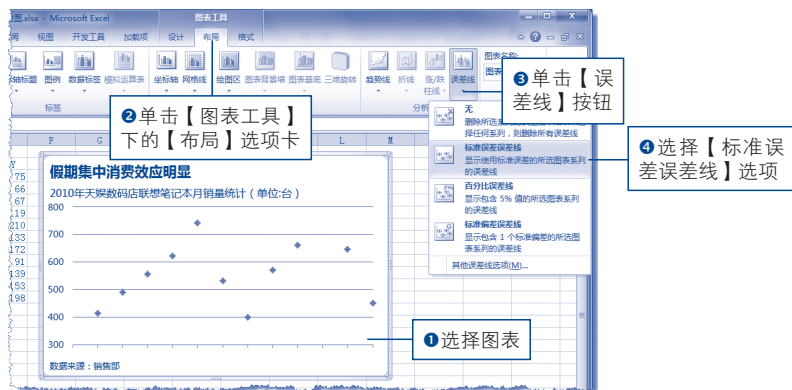 图.xlsx - Microsoft Excel
图表工具
视图 开发工具 加载项 设计 布局 格式
轴标题 图例 数据标签 模拟运算表 坐标轴 网格线 绘图区 图表背景墙 图表基底 三维旋转 趋势线 折线 涨/跌柱线 误差线
图表名称:
图表
标签
分析
❷单击【图表工具】
下的【布局】选项卡
❸单击【误
差线】按钮
❹选择【标准误
差误差线】选项
❶选择图表
无
删除所选
择任何系列,则删除所有误差线
标准误差误差线
显示使用标准误差的所选图表系列
的误差线
百分比误差线
显示包含 5% 值的所选图表系列
的误差线
标准偏差误差线
显示包含 1 个标准偏差的所选图
表系列的误差线
其他误差线选项(M)...
F G L M
75
66
67
119
210
133
172
91
139
153
198
假期集中消费效应明显
2010年天娱数码店联想笔记本月销量统计(单位:台)
800
700
600
500
400
300
数据来源:销售部